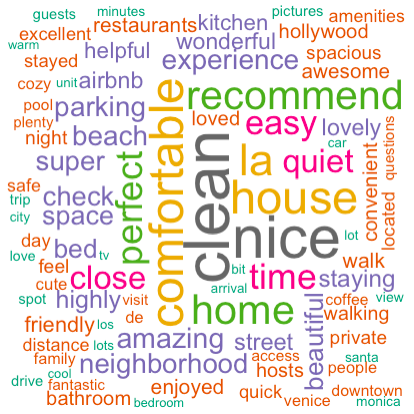 guests
minutes
pictures
amenities
restaurants
kitchen
hollywood
excellent
warm
helpful
wonderful
spacious
stayed
experience
awesome
cozy
unit
airbnb
recommend
pool
parking
comfortable
loved
easy
lovely
plenty
night
beach
clean
car
questions
super
perfect
la
quiet
convenient
located
safe
check
house
trip
space
city
nice
day
bed
tv
lot
love
feel
close
bit
time
walk
cute
arrival
staying
spot
highly
visit
home
beautiful
coffee
view
los
de
walking
friendly
amazing
street
private
distance
lots
access
santa
family
neighborhood
hosts
people
drive
cool
fantastic
enjoyed
quick
downtown
bathroom
bedroom
venice
monica